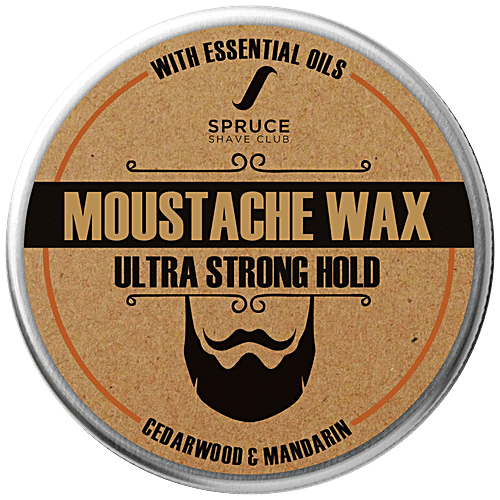 WITH ESSENTIAL OILS
SPRUCE
SHAVE CLUB
MOUSTACHE WAX
ULTRA STRONG HOLD
CEDARWOOD & MANDARIN